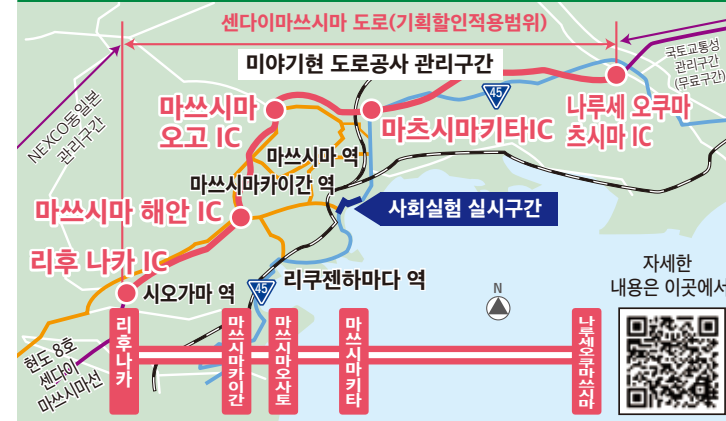 센다이마쓰시마 도로(기획할인적용범위)
미야기현 도로공사 관리구간
국토교통성
관리구간
(무료구간)
NEXCO동일본
관리구간
45
마쓰시마
오고 IC
마츠시마키타IC
나루세 오쿠마
츠시마 IC
마쓰시마 역
마쓰시마카이간 역
마쓰시마 해안 IC
사회실험 실시구간
리후 나카 IC
시오가마 역
45
리쿠젠하마다 역
N
자세한
내용은 이곳에서
현도 8호
센다이
마쓰시마선
리후나카
마쓰시마카이간
마쓰시마오사토
마쓰시마키타
나루세오쿠마쓰시마